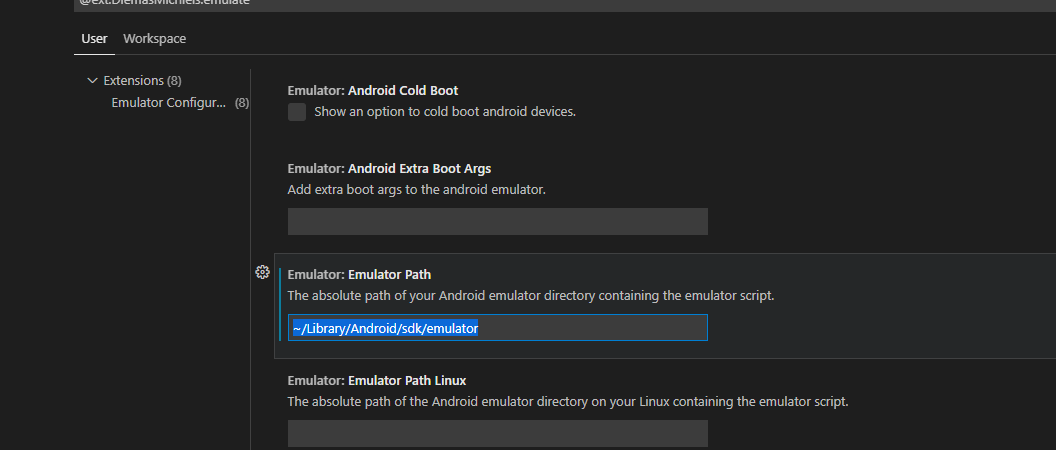 @ext:DiemasMichiels.emulate
User Workspace
Extensions (8)
Emulator Configur... (8)
Emulator: Android Cold Boot
Show an option to cold boot android devices.
Emulator: Android Extra Boot Args
Add extra boot args to the android emulator.
Emulator: Emulator Path
The absolute path of your Android emulator directory containing the emulator script.
~/Library/Android/sdk/emulator
Emulator: Emulator Path Linux
The absolute path of the Android emulator directory on your Linux containing the emulator script.